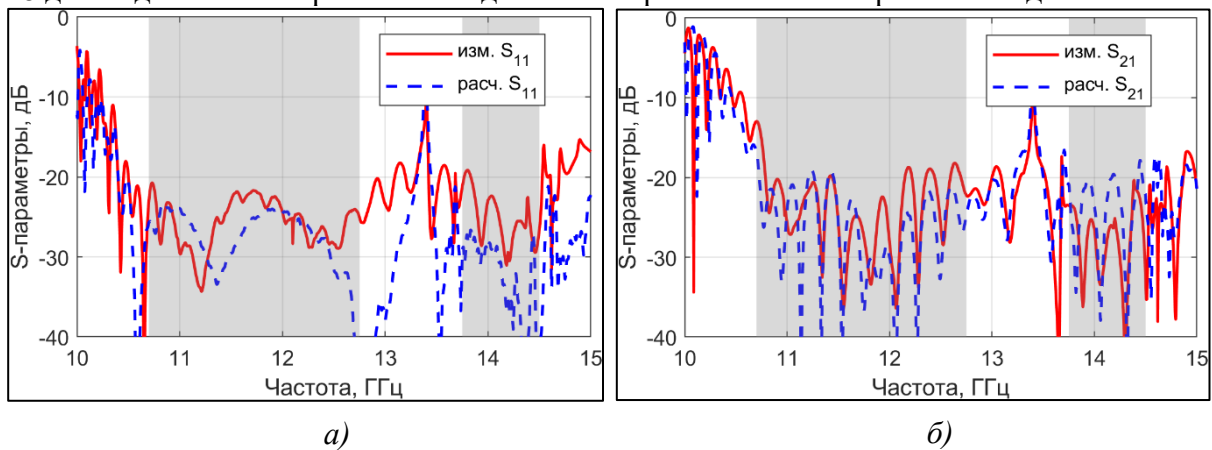 0
-10
-20
-30
-40
S-параметры, дБ
изм. S11
расч. S11
10
11
12
13
14
15
Частота, ГГц
а)
0
-10
-20
-30
-40
S-параметры, дБ
изм. S21
расч. S21
10
11
12
13
14
15
Частота, ГГц
б)